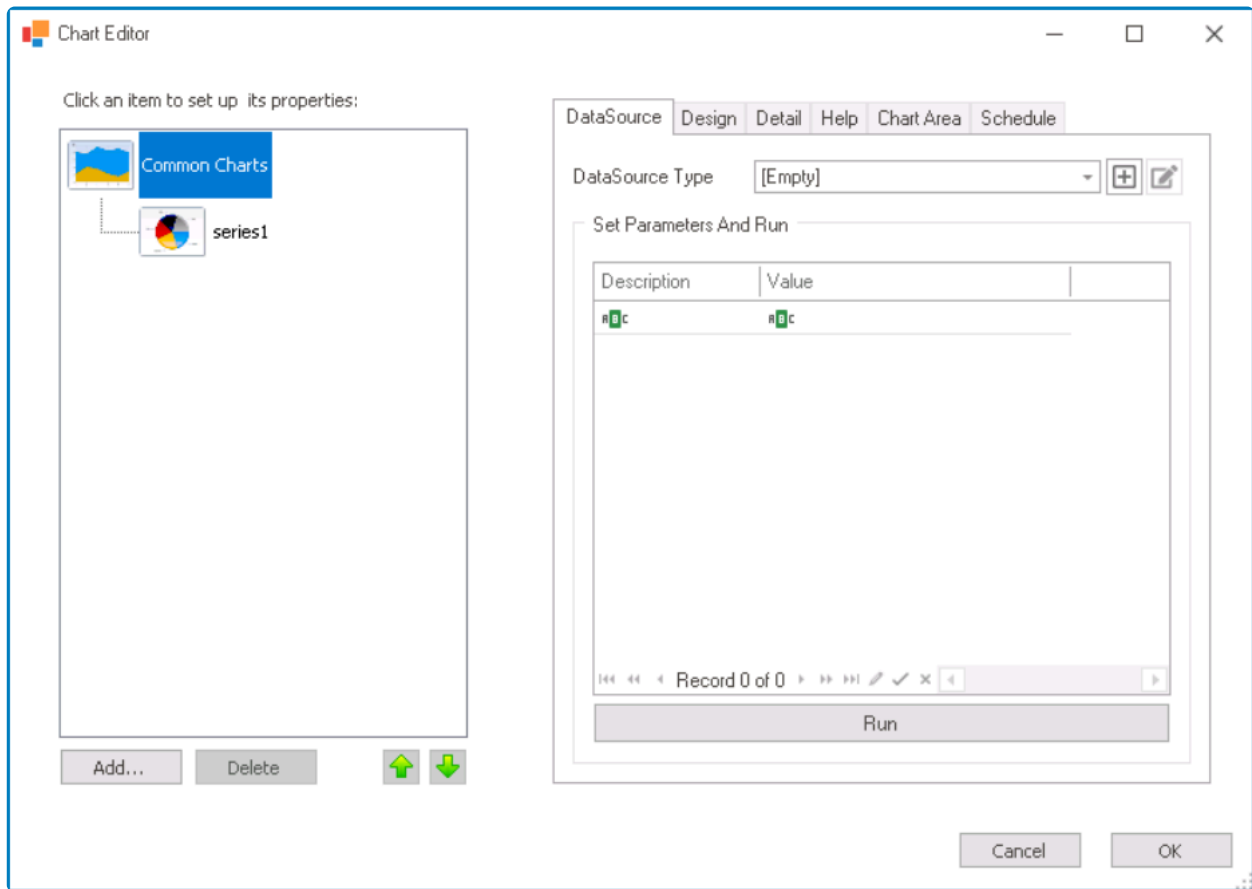 Chart Editor
Click an item to set up its properties:
Common Charts
series1
Add...
Delete
DataSource Design Detail Help Chart Area Schedule
DataSource Type [Empty]
Set Parameters And Run
Description Value
ABC ABC
Record 0 of 0
Run
Cancel OK